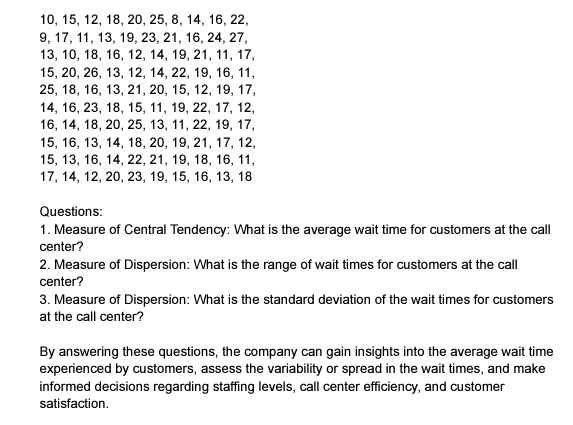 10, 15, 12, 18, 20, 25, 8, 14, 16, 22,
9, 17, 11, 13, 19, 23, 21, 16, 24, 27,
13, 10, 18, 16, 12, 14, 19, 21, 11, 17,
15, 20, 26, 13, 12, 14, 22, 19, 16, 11,
25, 18, 16, 13, 21, 20, 15, 12, 19, 17,
14, 16, 23, 18, 15, 11, 19, 22, 17, 12,
16, 14, 18, 20, 25, 13, 11, 22, 19, 17,
15, 16, 13, 14, 18, 20, 19, 21, 17, 12,
15, 13, 16, 14, 22, 21, 19, 18, 16, 11,
17, 14, 12, 20, 23, 19, 15, 16, 13, 18
Questions:
1. Measure of Central Tendency: What is the average wait time for customers at the call
center?
2. Measure of Dispersion: What is the range of wait times for customers at the call
center?
3. Measure of Dispersion: What is the standard deviation of the wait times for customers
at the call center?
By answering these questions, the company can gain insights into the average wait time
experienced by customers, assess the variability or spread in the wait times, and make
informed decisions regarding staffing levels, call center efficiency, and customer
satisfaction.